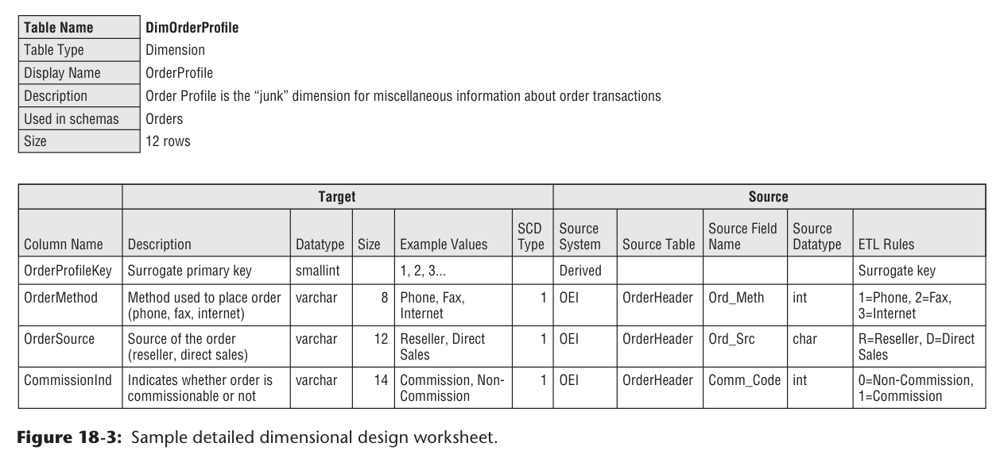 Table Name DimOrderProfile
Table Type Dimension
Display Name OrderProfile
Description Order Profile is the “junk” dimension for miscellaneous information about order transactions
Used in schemas Orders
Size 12 rows
Target Source
SCD Source Source Field Source
Column Name Description Datatype Size Example Values Type System Source Table Name Datatype ETL Rules
OrderProfileKey Surrogate primary key smallint 1, 2, 3... Derived Surrogate key
OrderMethod Method used to place order varchar 8 Phone, Fax, 1 OEI OrderHeader Ord_Meth int 1=Phone, 2=Fax,
(phone, fax, internet) Internet 3=Internet
OrderSource Source of the order varchar 12 Reseller, Direct 1 OEI OrderHeader Ord_Src char R=Reseller, D=Direct
(reseller, direct sales) Sales Sales
CommissionInd Indicates whether order is varchar 14 Commission, Non- 1 OEI OrderHeader Comm_Code int 0=Non-Commission,
commissionable or not Commission 1=Commission
Figure 18-3: Sample detailed dimensional design worksheet.